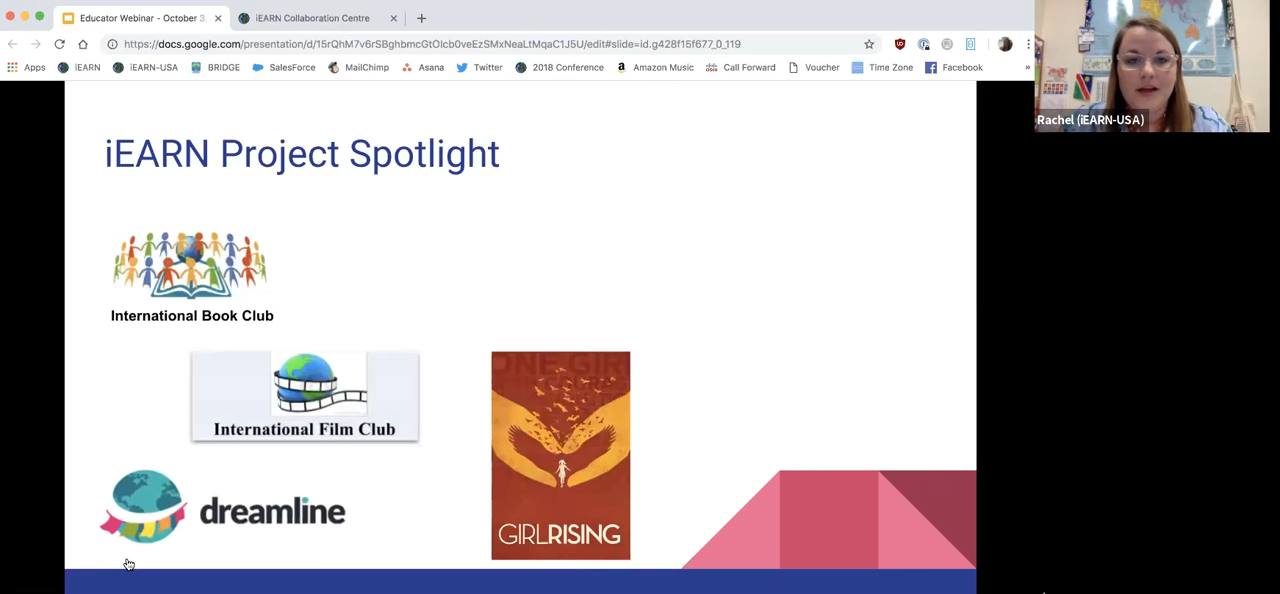 Educator Webinar - October 3,
iEARN Collaboration Centre
https://docs.google.com/presentation/d/15rQhM7v6rSBghbmcGtOlcb0veEzSMxNeaLtMqaC1J5U/edit#slide=id.g428f15f677_0_119
Apps iEARN iEARN-USA BRIDGE SalesForce MailChimp Asana Twitter 2018 Conference Amazon Music Call Forward Voucher Time Zone Facebook »
Rachel (iEARN-USA)
iEARN Project Spotlight
International Book Club
International Film Club
dreamline
ONE GIRL
GIRLRISING